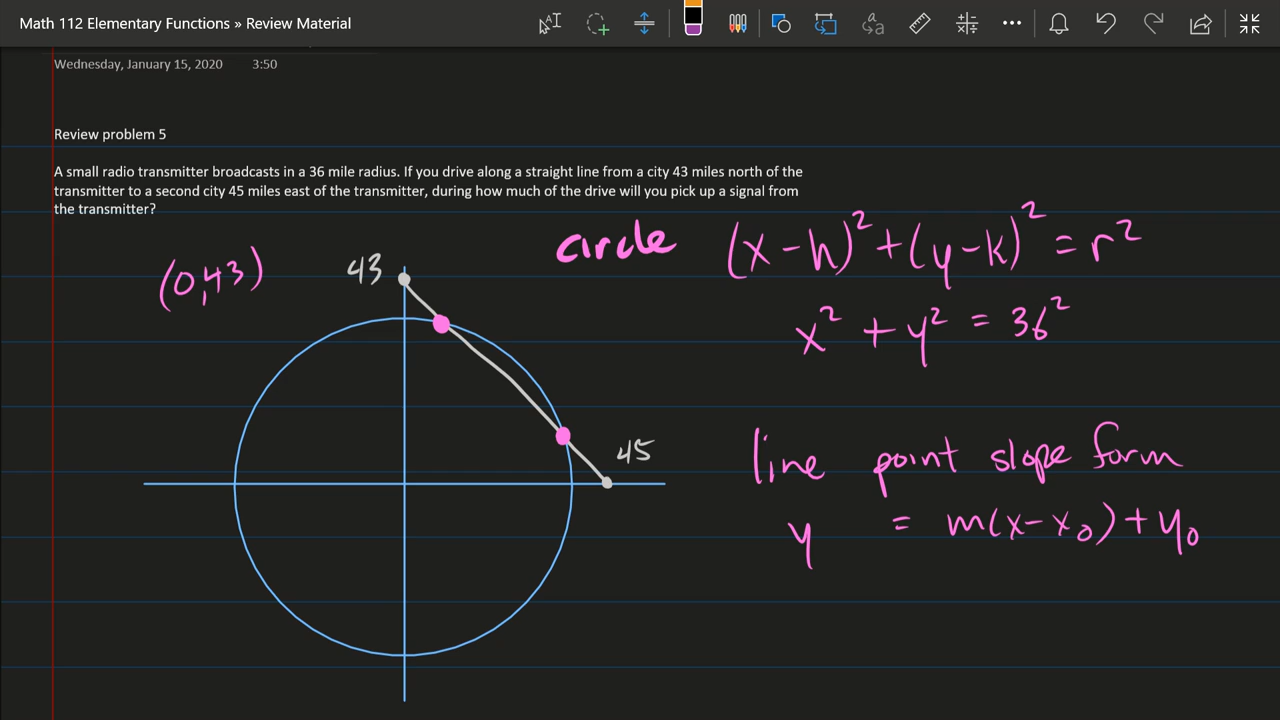 Math 112 Elementary Functions » Review Material
Wednesday, January 15, 2020 3:50
Review problem 5
A small radio transmitter broadcasts in a 36 mile radius. If you drive along a straight line from a city 43 miles north of the
transmitter to a second city 45 miles east of the transmitter, during how much of the drive will you pick up a signal from
the transmitter?
circle (x-h)²+(y-k)²=r²
(0,43) 43
x²+y²=36²
45
line point slope form
y = m(x-x₀)+y₀